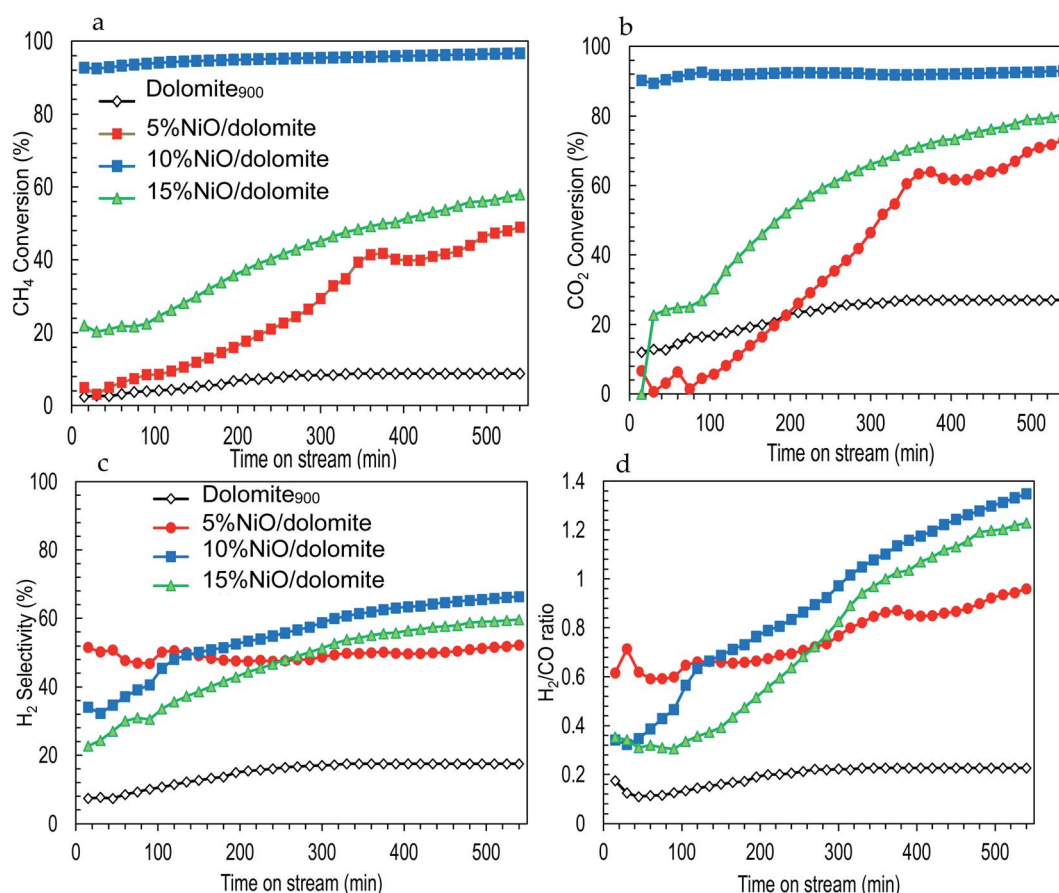 a
100
80
60
40
20
0
CH₄ Conversion (%)
Dolomite₉₀₀
5%NiO/dolomite
10%NiO/dolomite
15%NiO/dolomite
0 100 200 300 400 500
Time on stream (min)
b
100
80
60
40
20
0
CO₂ Conversion (%)
0 100 200 300 400 500
Time on stream (min)
c
100
80
60
40
20
0
H₂ Selectivity (%)
Dolomite₉₀₀
5%NiO/dolomite
10%NiO/dolomite
15%NiO/dolomite
0 100 200 300 400 500
Time on stream (min)
d
1.4
1.2
1
0.8
0.6
0.4
0.2
0
H₂/CO ratio
0 100 200 300 400 500
Time on stream (min)